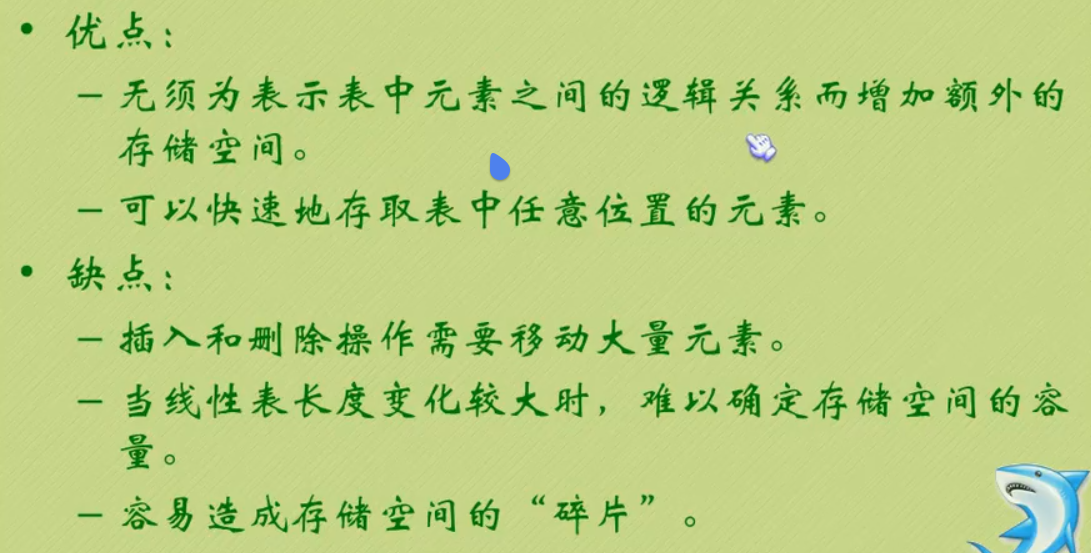 • 优点：
– 无须为表示表中元素之间的逻辑关系而增加额外的
存储空间。
– 可以快速地存取表中任意位置的元素。
• 缺点：
– 插入和删除操作需要移动大量元素。
– 当线性表长度变化较大时，难以确定存储空间的容
量。
– 容易造成存储空间的“碎片”。